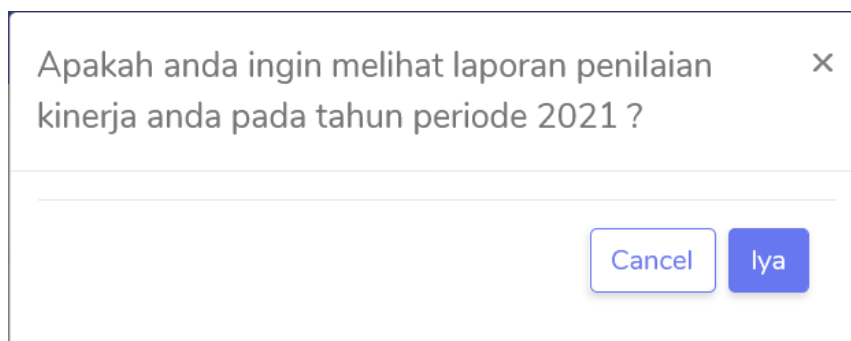 Apakah anda ingin melihat laporan penilaian
kinerja anda pada tahun periode 2021 ?
Cancel
Iya